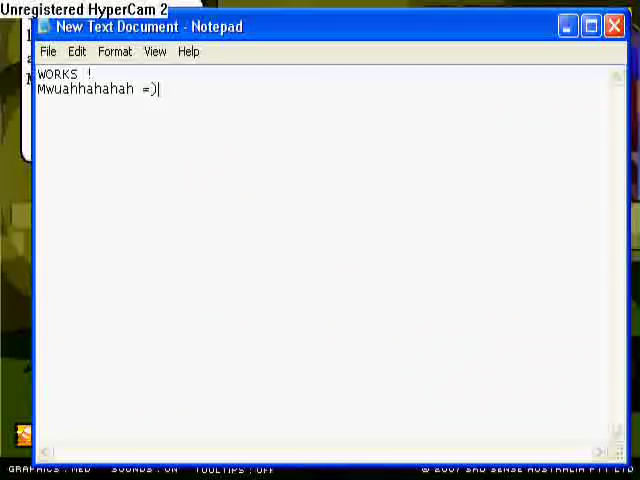 Unregistered HyperCam 2
New Text Document - Notepad
File Edit Format View Help
WORKS !
Mwuahhahahah =)
GRAPHICS: MED SOUNDS: ON TOOLTIPS: OFF © 2007 SAD SENSE AUSTRALIA PTY LTD